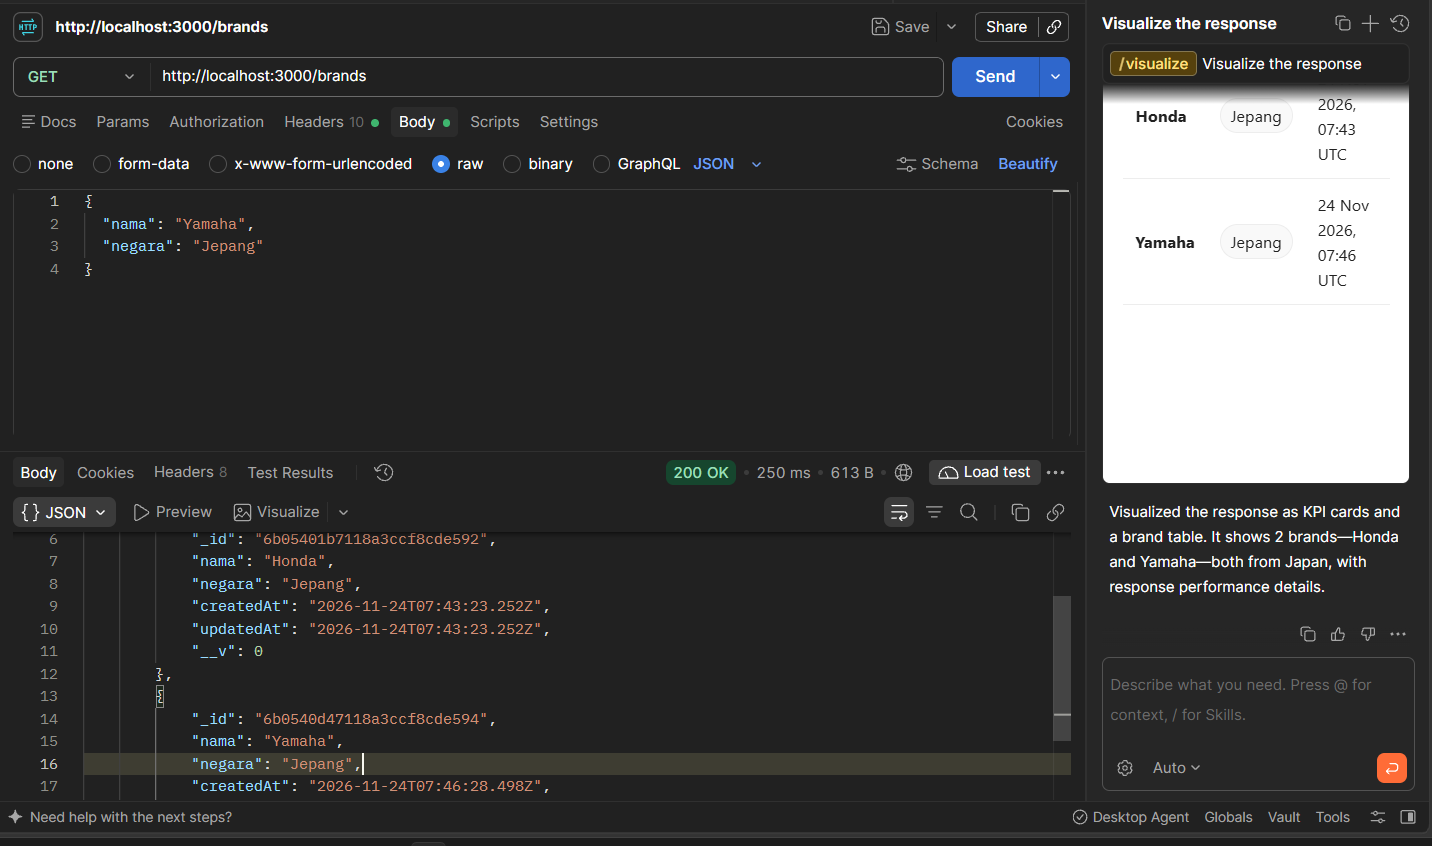 HTTP http://localhost:3000/brands
Save
Share
GET
http://localhost:3000/brands
Send
Docs
Params
Authorization
Headers 10
Body
Scripts
Settings
Cookies
none
form-data
x-www-form-urlencoded
raw
binary
GraphQL
JSON
Schema
Beautify
1 {
2 "nama": "Yamaha",
3 "negara": "Jepang"
4 }
Body
Cookies
Headers 8
Test Results
200 OK
250 ms
613 B
Load test
{} JSON
Preview
Visualize
6 "_id": "6b05401b7118a3ccf8cde592",
7 "nama": "Honda",
8 "negara": "Jepang",
9 "createdAt": "2026-11-24T07:43:23.252Z",
10 "updatedAt": "2026-11-24T07:43:23.252Z",
11 "__v": 0
12 },
13 {
14 "_id": "6b0540d47118a3ccf8cde594",
15 "nama": "Yamaha",
16 "negara": "Jepang",
17 "createdAt": "2026-11-24T07:46:28.498Z",
Visualize the response
/visualize Visualize the response
Honda
Jepang
2026,
07:43
UTC
Yamaha
Jepang
24 Nov
2026,
07:46
UTC
Visualized the response as KPI cards and
a brand table. It shows 2 brands—Honda
and Yamaha—both from Japan, with
response performance details.
Describe what you need. Press @ for
context, / for Skills.
Auto
Need help with the next steps?
Desktop Agent
Globals
Vault
Tools